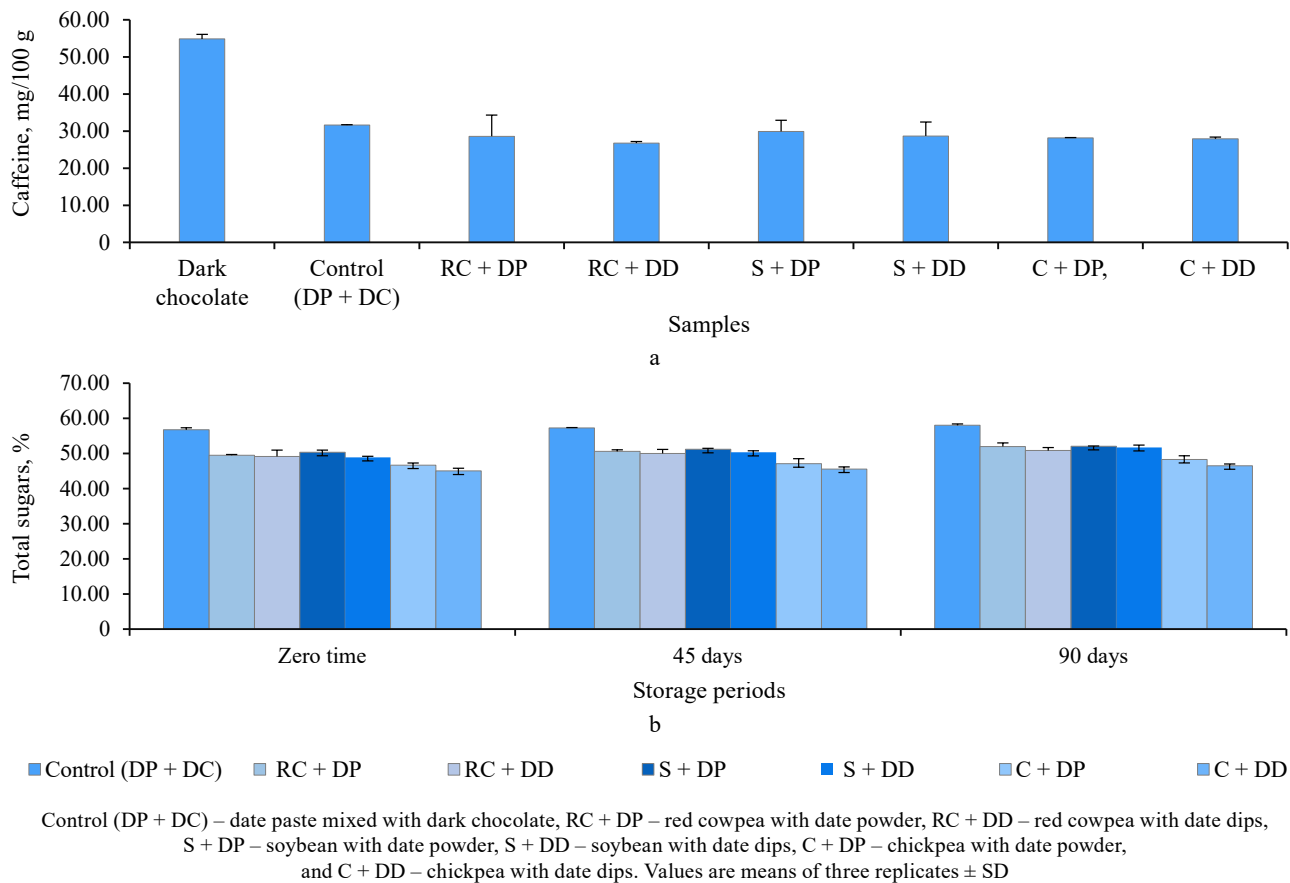 60.00
50.00
40.00
30.00
20.00
10.00
0
Caffeine, mg/100 g
Dark chocolate
Control (DP + DC)
RC + DP
RC + DD
S + DP
S + DD
C + DP,
C + DD
Samples
a
70.00
60.00
50.00
40.00
30.00
20.00
10.00
0
Total sugars, %
Zero time
45 days
90 days
Storage periods
b
Control (DP + DC) RC + DP RC + DD S + DP S + DD C + DP C + DD
Control (DP + DC) – date paste mixed with dark chocolate, RC + DP – red cowpea with date powder, RC + DD – red cowpea with date dips,
S + DP – soybean with date powder, S + DD – soybean with date dips, C + DP – chickpea with date powder,
and C + DD – chickpea with date dips. Values are means of three replicates ± SD